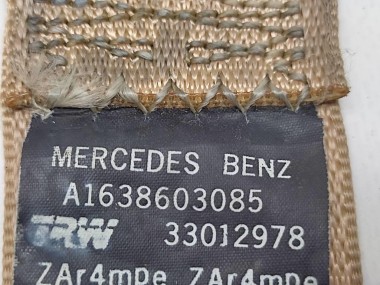 MERCEDES BENZ
A1638603085
TRW 33012978
ZAr4mpe ZAr4mpe